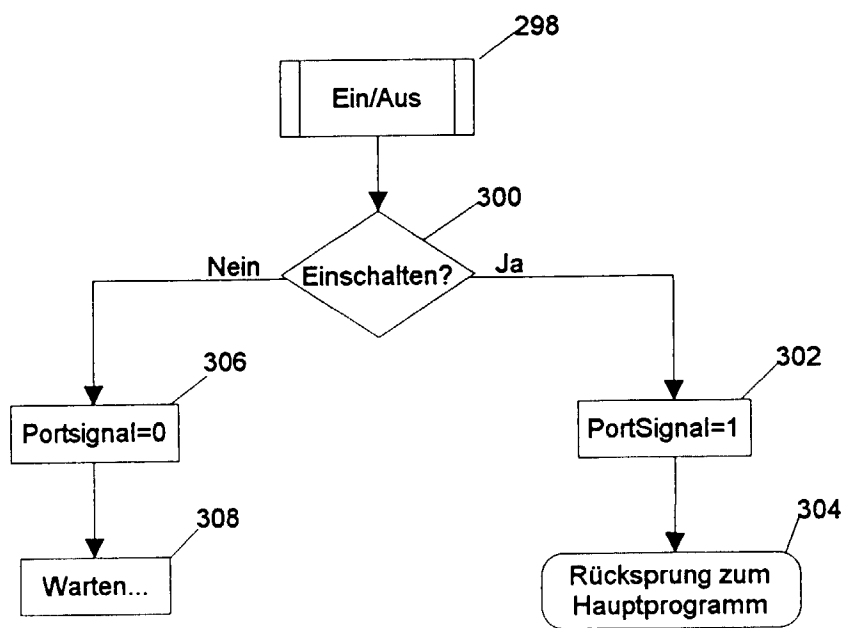 298
Ein/Aus
300
Nein
Einschalten?
Ja
306
302
Portsignal=0
PortSignal=1
308
304
Warten...
Rücksprung zum
Hauptprogramm